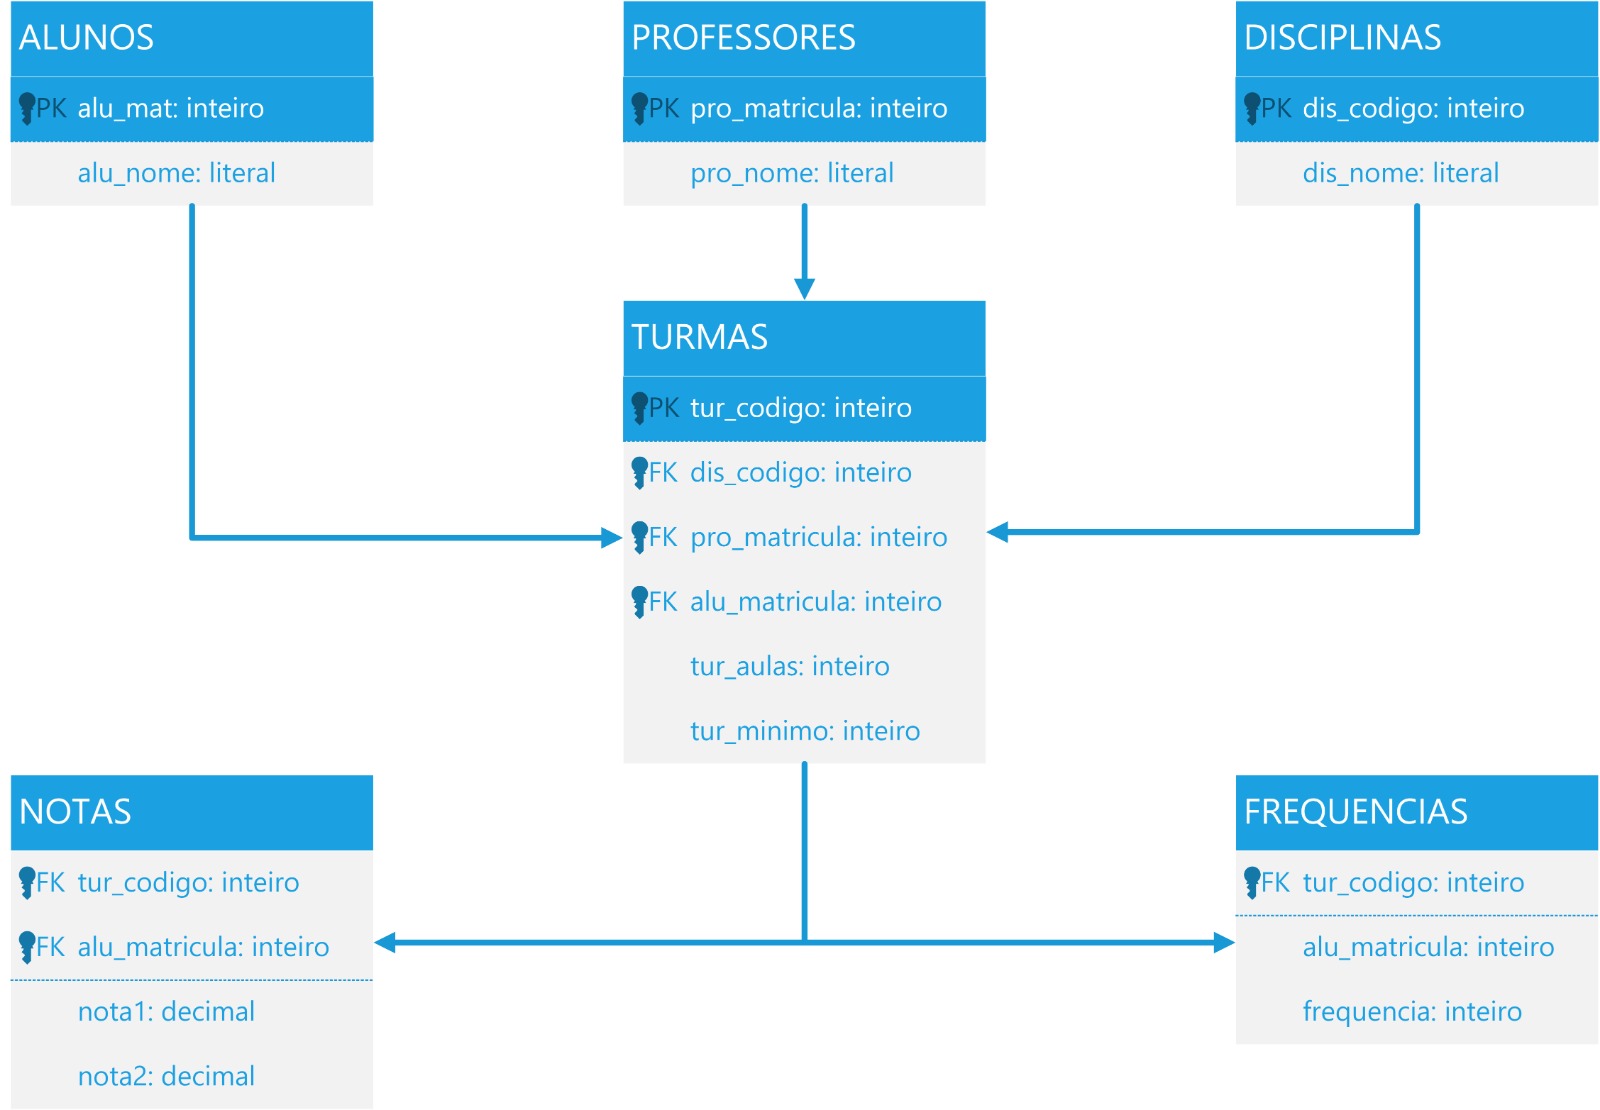 ALUNOS
PK alu_mat: inteiro
alu_nome: literal
PROFESSORES
PK pro_matricula: inteiro
pro_nome: literal
DISCIPLINAS
PK dis_codigo: inteiro
dis_nome: literal
TURMAS
PK tur_codigo: inteiro
FK dis_codigo: inteiro
FK pro_matricula: inteiro
FK alu_matricula: inteiro
tur_aulas: inteiro
tur_minimo: inteiro
NOTAS
FK tur_codigo: inteiro
FK alu_matricula: inteiro
nota1: decimal
nota2: decimal
FREQUENCIAS
FK tur_codigo: inteiro
alu_matricula: inteiro
frequencia: inteiro